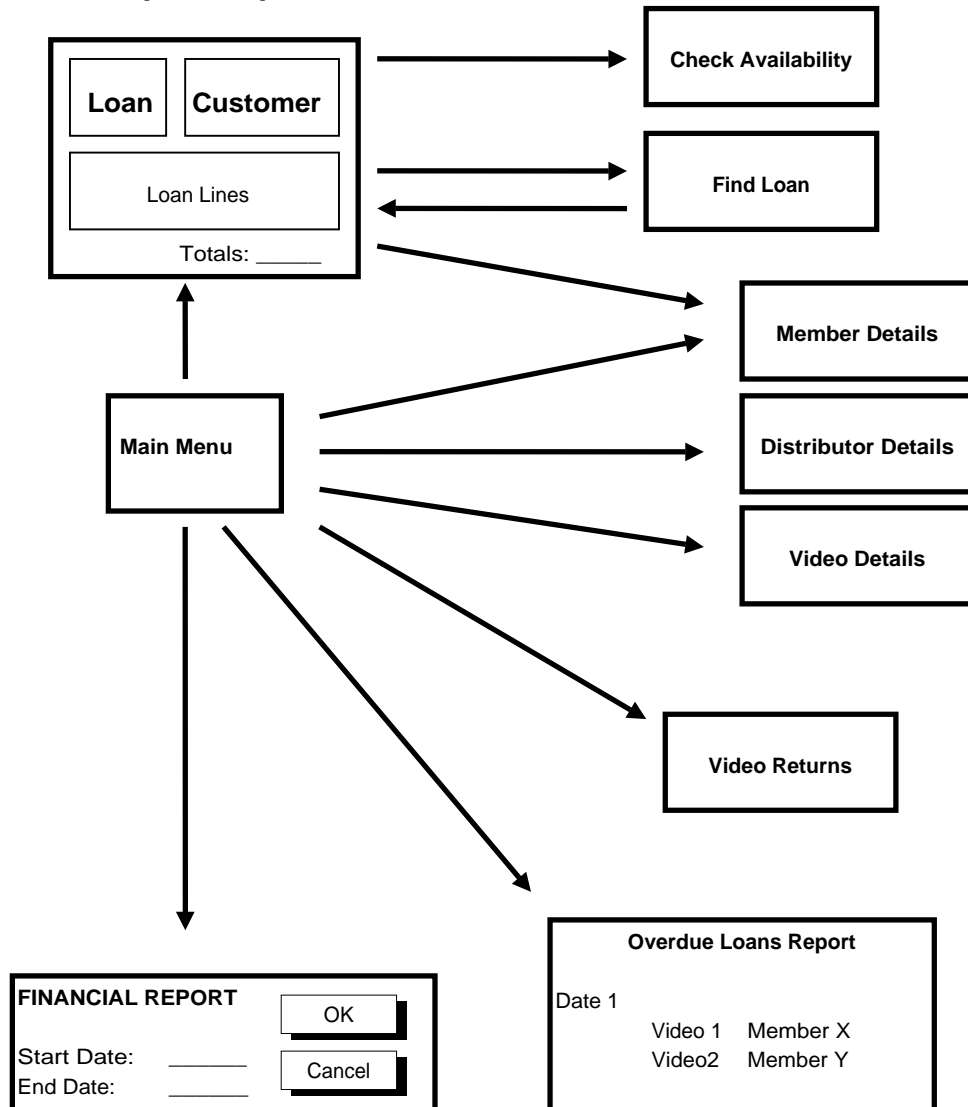 Check Availability
Loan
Customer
Loan Lines
Find Loan
Totals: _____
Member Details
Main Menu
Distributor Details
Video Details
Video Returns
Overdue Loans Report
FINANCIAL REPORT
OK
Date 1
Video 1 Member X
Start Date: ______
Cancel
Video2 Member Y
End Date: ______